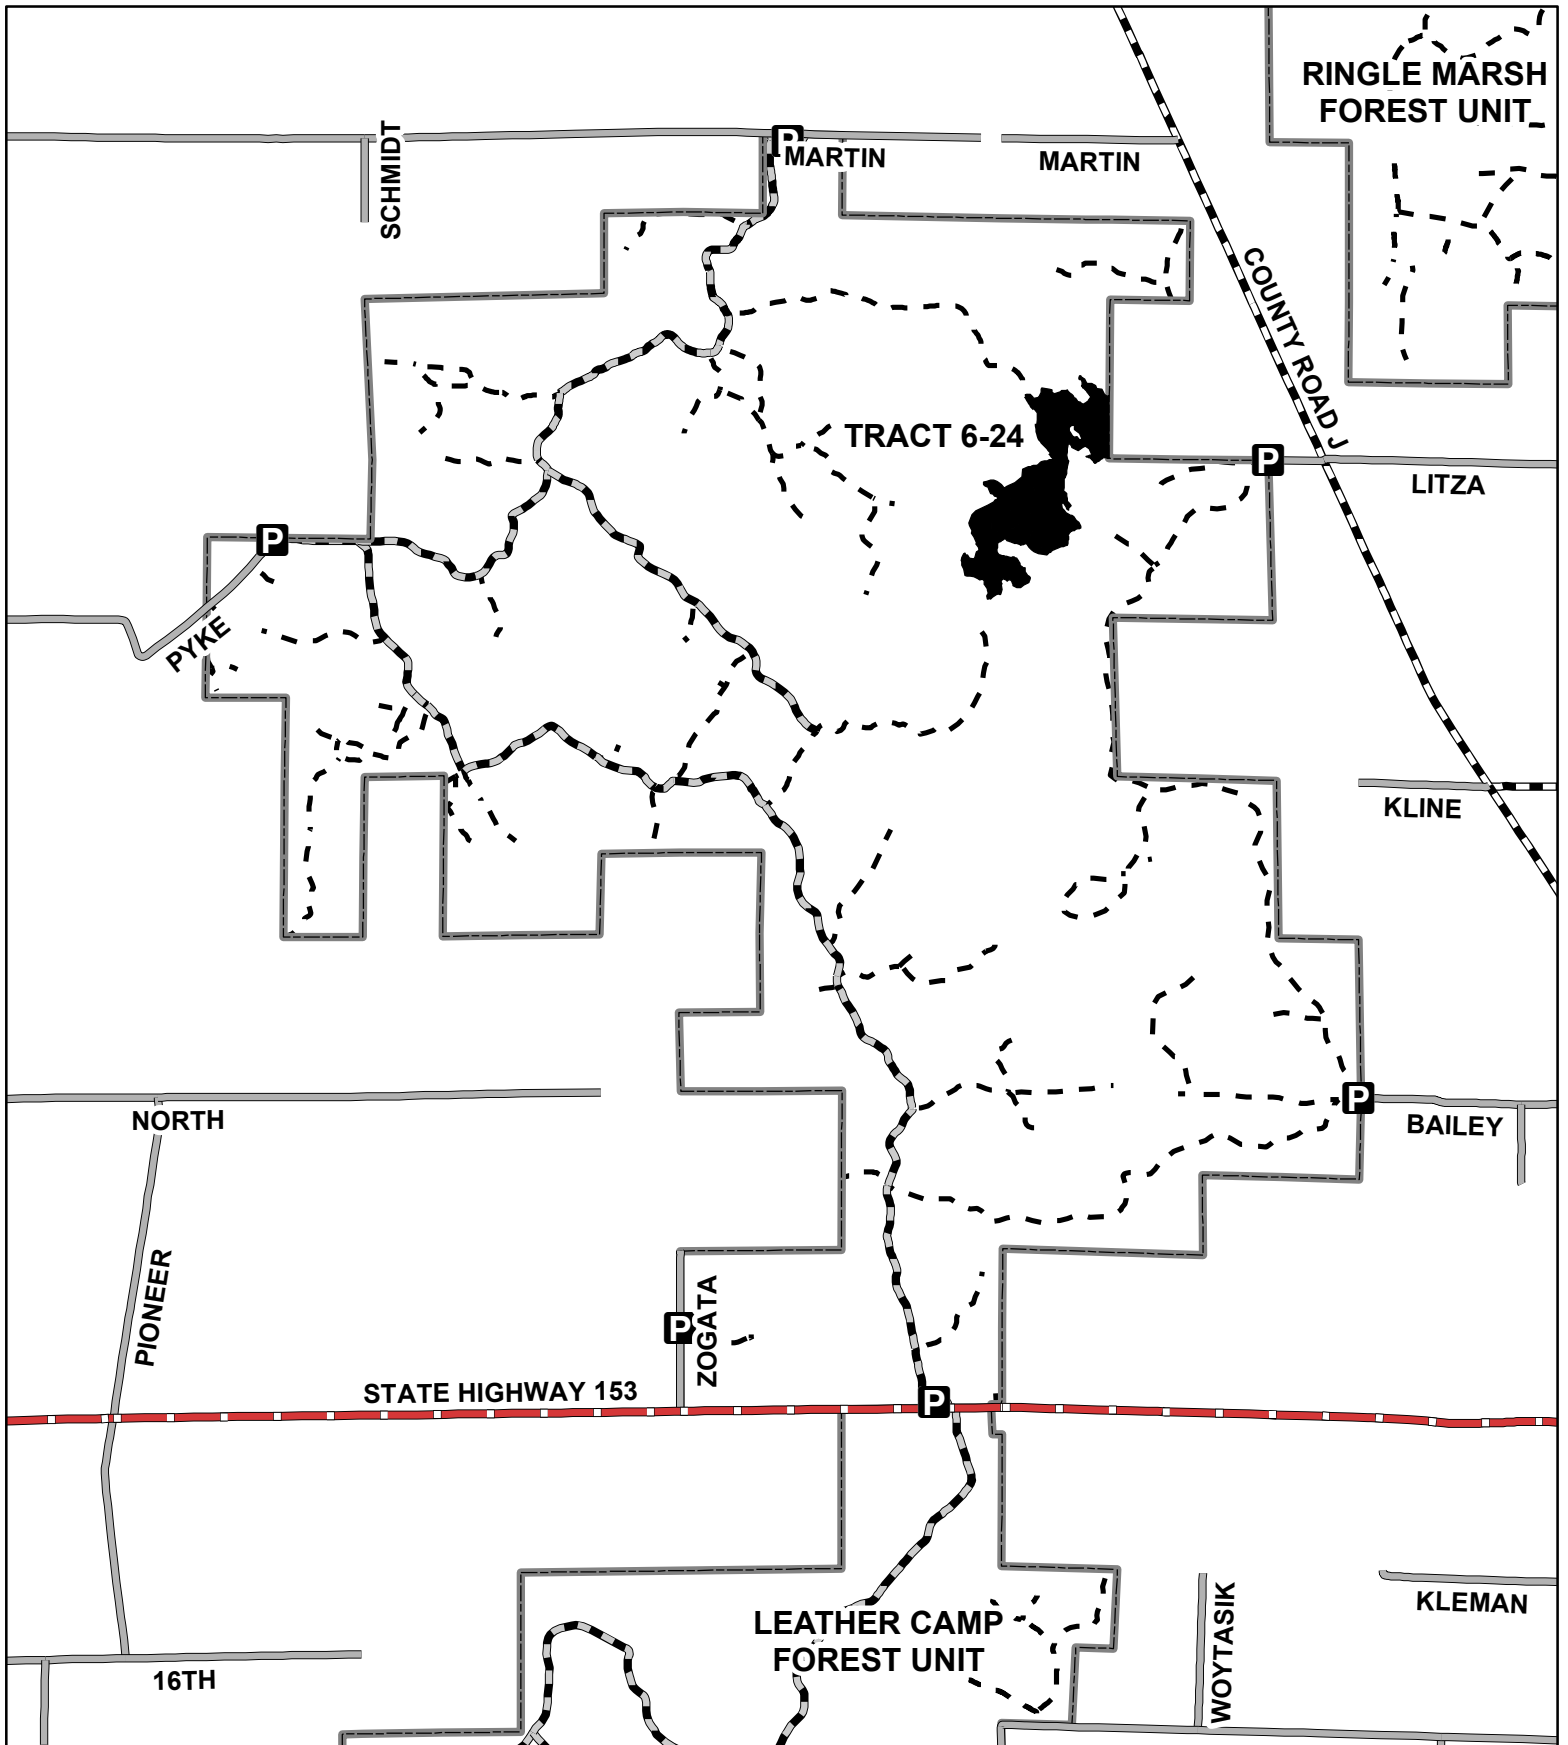 RINGLE MARSH
FOREST UNIT
SCHMIDT
P
MARTIN
MARTIN
COUNTY ROAD J
TRACT 6-24
P
LITZA
P
PYKE
KLINE
P
BAILEY
NORTH
PIONEER
P
ZOGATA
STATE HIGHWAY 153
P
LEATHER CAMP
FOREST UNIT
WOYTASIK
KLEMAN
16TH